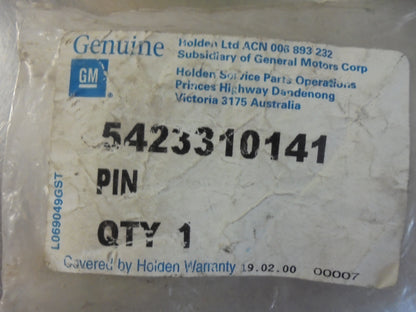 Genuine
GM
Holden Ltd ACN 006 893 232
Subsidiary of General Motors Corp
Holden Service Parts Operations
Princes Highway Dandenong
Victoria 3175 Australia
5423310141
PIN
QTY 1
L069049GST
Covered by Holden Warranty 19.02.00 00007